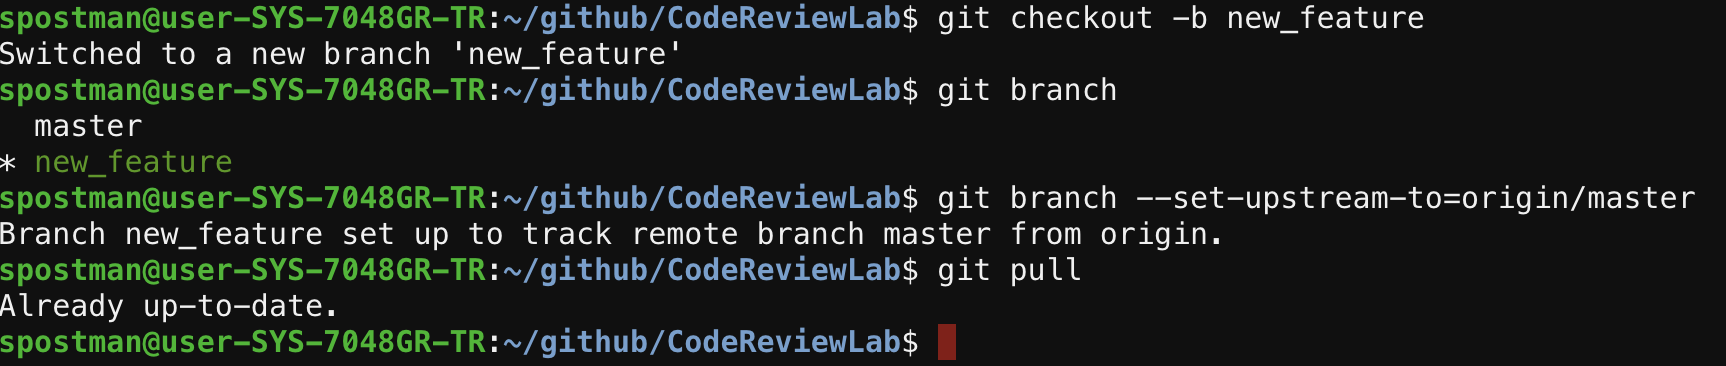 spostman@user-SYS-7048GR-TR:~/github/CodeReviewLab$ git checkout -b new_feature
Switched to a new branch 'new_feature'
spostman@user-SYS-7048GR-TR:~/github/CodeReviewLab$ git branch
  master
* new_feature
spostman@user-SYS-7048GR-TR:~/github/CodeReviewLab$ git branch --set-upstream-to=origin/master
Branch new_feature set up to track remote branch master from origin.
spostman@user-SYS-7048GR-TR:~/github/CodeReviewLab$ git pull
Already up-to-date.
spostman@user-SYS-7048GR-TR:~/github/CodeReviewLab$